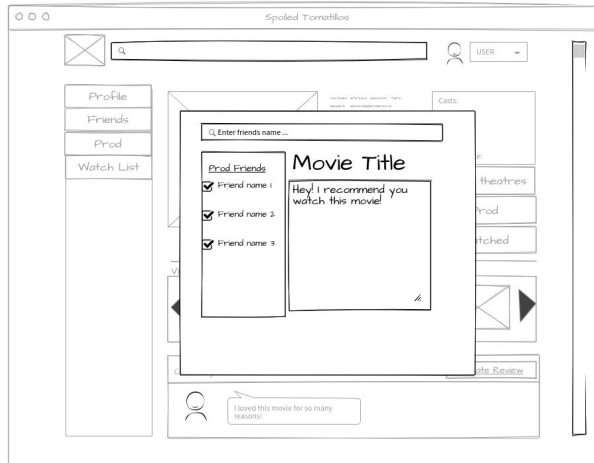 Spoiled Tomatillos
USER
Profile
Friends
Prod
Watch List
Casts:
theatres
Prod
Enter friends name ...
Prod Friends
Friend name 1
Friend name 2
Friend name 3
Movie Title
Hey! I recommend you
watch this movie!
Review
I loved this movie for so many
reasons!